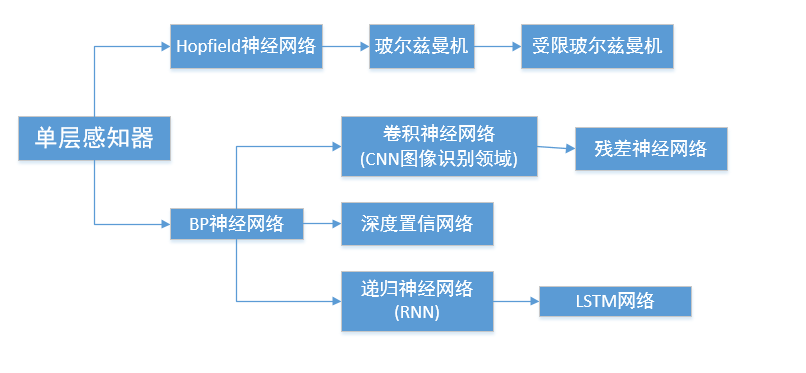 Hopfield神经网络
玻尔兹曼机
受限玻尔兹曼机
单层感知器
卷积神经网络
(CNN图像识别领域)
残差神经网络
BP神经网络
深度置信网络
递归神经网络
(RNN)
LSTM网络